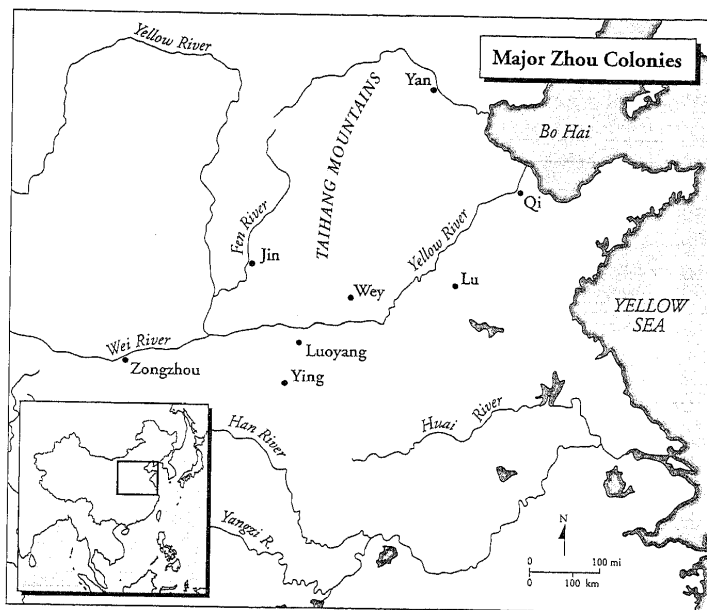 Yellow River
Major Zhou Colonies
Yan
TAIHANG MOUNTAINS
Bo Hai
Qi
Fen River
Yellow River
Jin
Lu
Wey
YELLOW
SEA
Wei River
Luoyang
Zongzhou
Ying
Han River
Huai River
Yangzi R.
N
0 100 mi
0 100 km